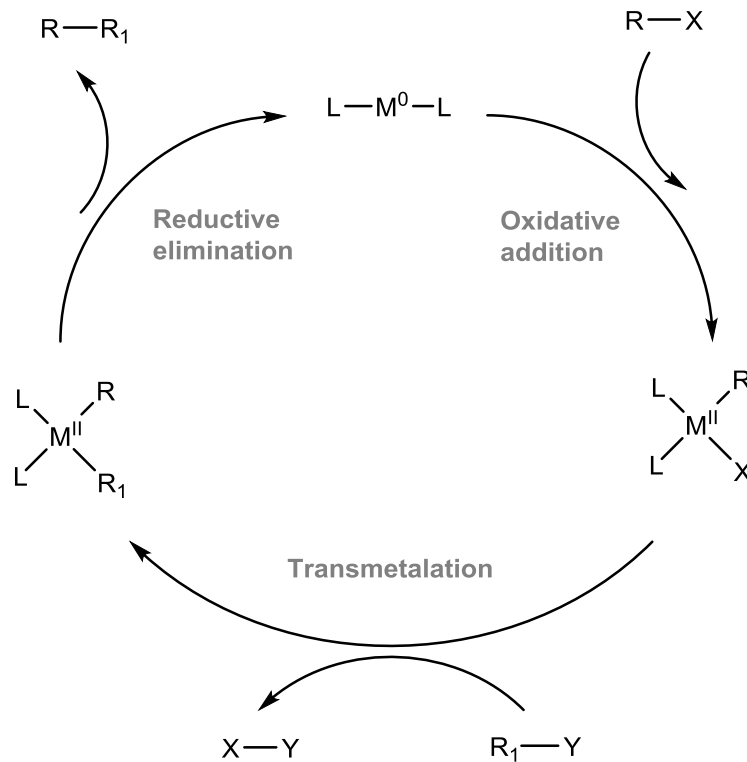 R—R₁
R—X
L—M⁰—L
Reductive
elimination
Oxidative
addition
L R
Mᴵᴵ
L R₁
L R
Mᴵᴵ
L X
Transmetalation
X—Y
R₁—Y